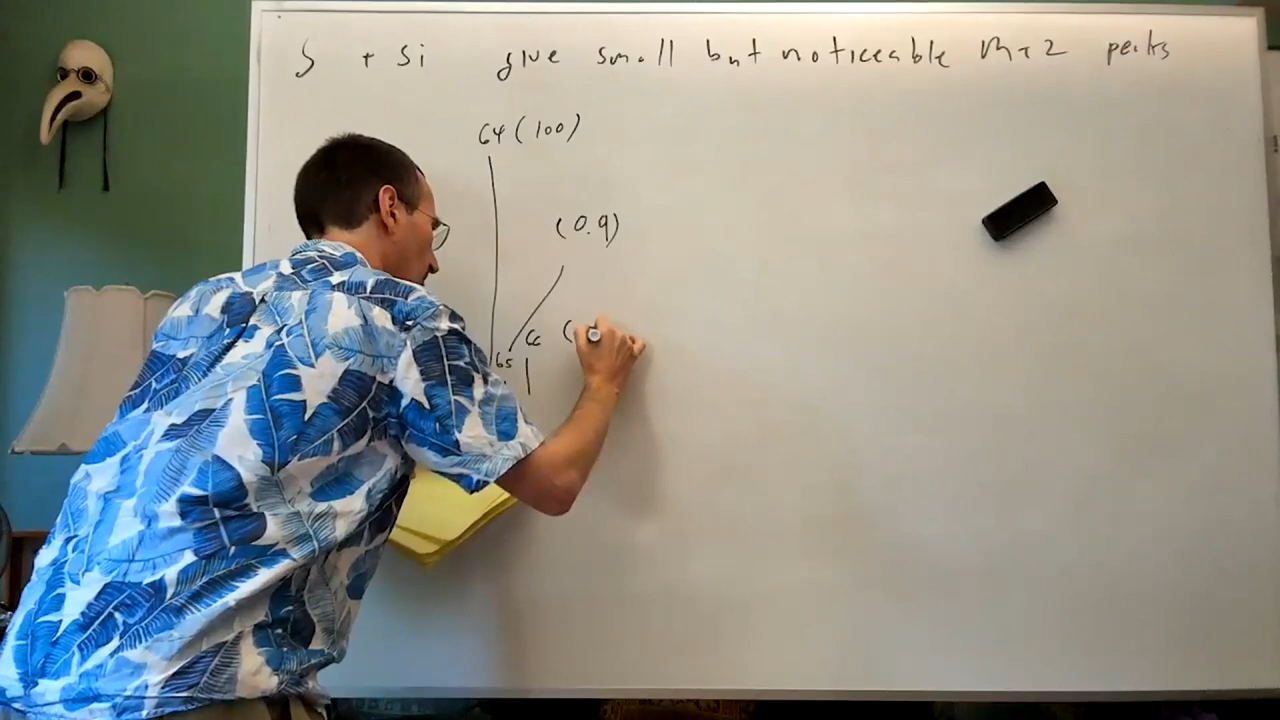 S + Si give small but noticeable M+2 peaks
64 (100)
(0.9)
66 (
65